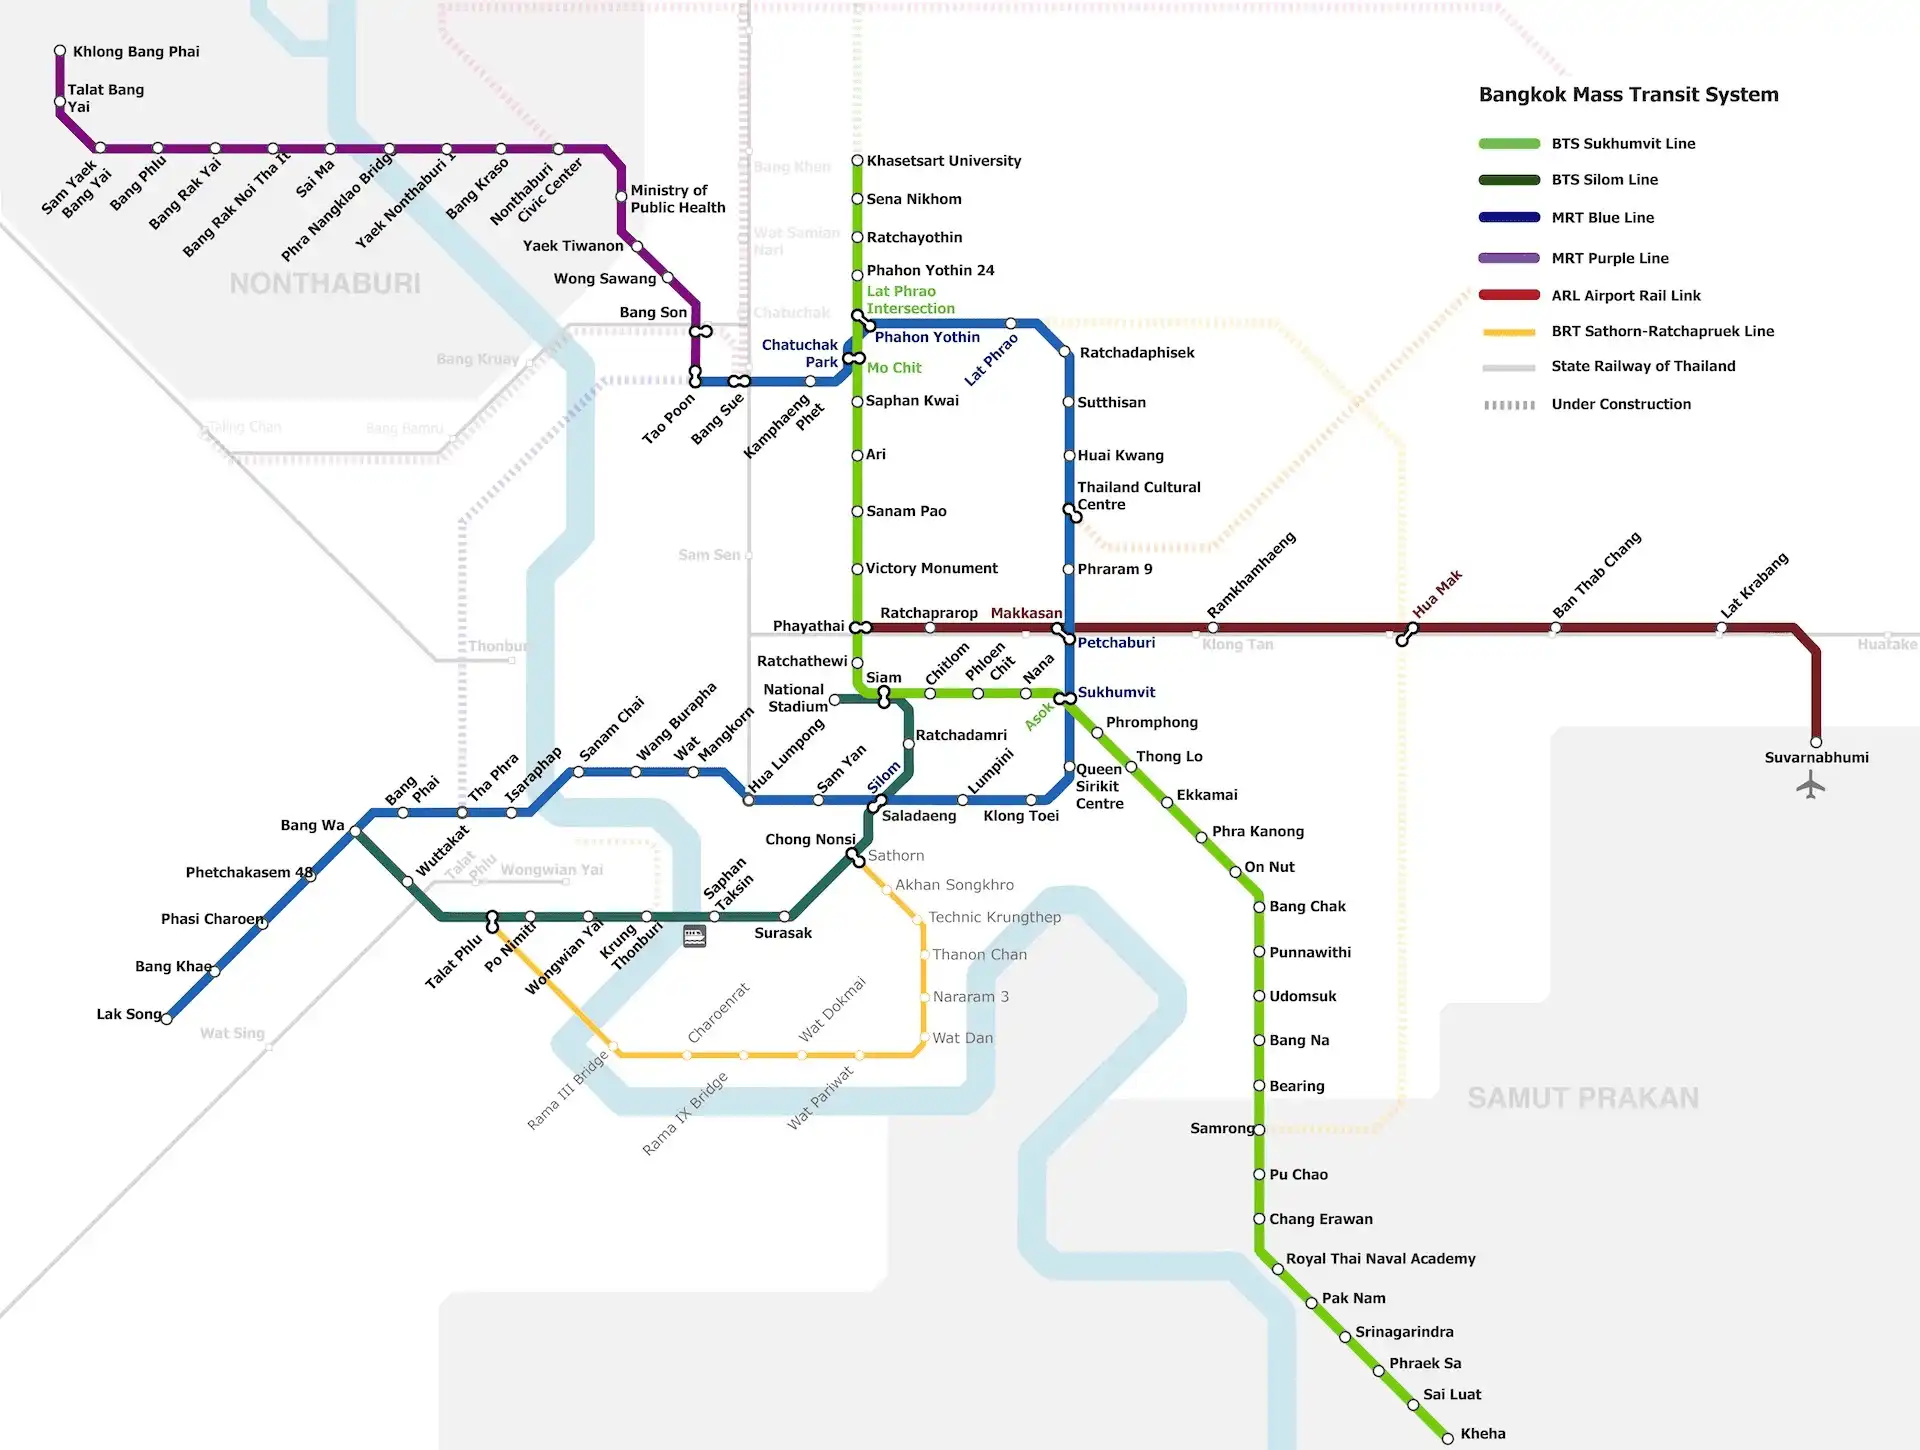 Khlong Bang Phai
Talat Bang
Yai
Sam Yaek
Bang Yai
Bang Phlu
Bang Rak Yai
Bang Rak Noi Tha It
Sai Ma
Phra Nangklao Bridge
Yaek Nonthaburi 1
Bang Kraso
Nonthaburi
Civic Center
Ministry of
Public Health
Yaek Tiwanon
Wong Sawang
Bang Son
Tao Poon
Bang Sue
Kamphaeng
Phet
Chatuchak
Park
NONTHABURI
Bang Khen
Wat Samian
Nari
Chatuchak
Bang Kruay
Taling Chan
Bang Bamru
Sam Sen
Thonburi
Khasetsart University
Sena Nikhom
Ratchayothin
Phahon Yothin 24
Lat Phrao
Intersection
Phahon Yothin
Mo Chit
Saphan Kwai
Ari
Sanam Pao
Victory Monument
Phayathai
Ratchathewi
Siam
National
Stadium
Lat Phrao
Ratchadaphisek
Sutthisan
Huai Kwang
Thailand Cultural
Centre
Phraram 9
Ratchaprarop
Makkasan
Petchaburi
Ramkhamhaeng
Klong Tan
Hua Mak
Ban Thab Chang
Lat Krabang
Huatake
Suvarnabhumi
Bangkok Mass Transit System
BTS Sukhumvit Line
BTS Silom Line
MRT Blue Line
MRT Purple Line
ARL Airport Rail Link
BRT Sathorn-Ratchapruek Line
State Railway of Thailand
Under Construction
Chitlom
Phloen
Chit
Nana
Asok
Sukhumvit
Phromphong
Thong Lo
Ekkamai
Phra Kanong
On Nut
Bang Chak
Punnawithi
Udomsuk
Bang Na
Bearing
Samrong
Pu Chao
Chang Erawan
Royal Thai Naval Academy
Pak Nam
Srinagarindra
Phraek Sa
Sai Luat
Kheha
SAMUT PRAKAN
Queen
Sirikit
Centre
Klong Toei
Lumpini
Silom
Saladaeng
Ratchadamri
Sam Yan
Hua Lumpong
Wat
Mangkorn
Wang Burapha
Sanam Chai
Isaraphap
Tha Phra
Bang
Phai
Bang Wa
Phetchakasem 48
Phasi Charoen
Bang Khae
Lak Song
Wuttakat
Talat
Phlu
Wongwian Yai
Wat Sing
Talat Phlu
Po Nimitr
Wongwian Yai
Krung
Thonburi
Saphan
Taksin
Surasak
Chong Nonsi
Sathorn
Akhan Songkhro
Technic Krungthep
Thanon Chan
Nararam 3
Wat Dan
Wat Pariwat
Wat Dokmai
Rama IX Bridge
Charoenrat
Rama III Bridge